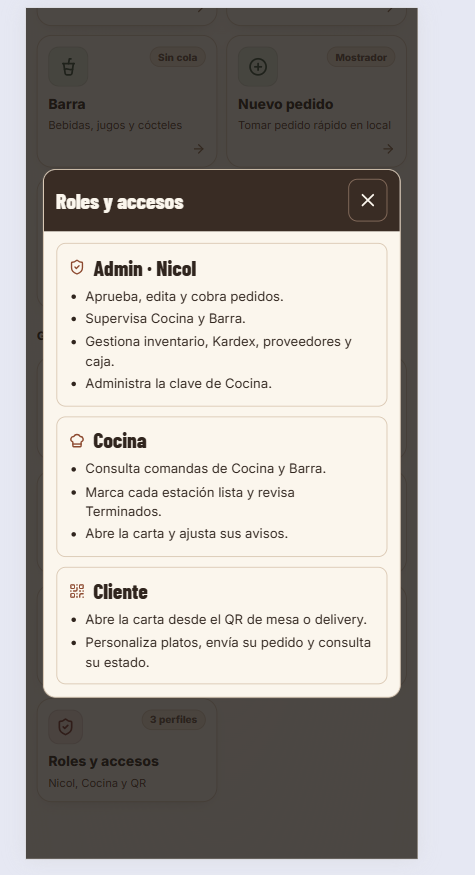 Sin cola
Mostrador
Barra
Nuevo pedido
Bebidas, jugos y cócteles
Tomar pedido rápido en local
Roles y accesos
Admin · Nicol
• Aprueba, edita y cobra pedidos.
• Supervisa Cocina y Barra.
• Gestiona inventario, Kardex, proveedores y
caja.
• Administra la clave de Cocina.
Cocina
• Consulta comandas de Cocina y Barra.
• Marca cada estación lista y revisa
Terminados.
• Abre la carta y ajusta sus avisos.
Cliente
• Abre la carta desde el QR de mesa o delivery.
• Personaliza platos, envía su pedido y consulta
su estado.
3 perfiles
Roles y accesos
Nicol, Cocina y QR